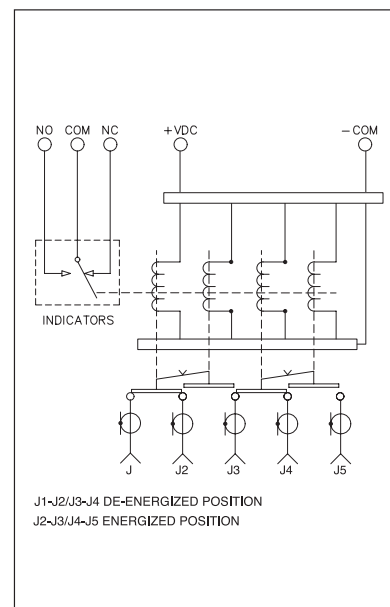 NO COM NC +VDC -COM
INDICATORS
J J2 J3 J4 J5
J1-J2/J3-J4 DE-ENERGIZED POSITION
J2-J3/J4-J5 ENERGIZED POSITION